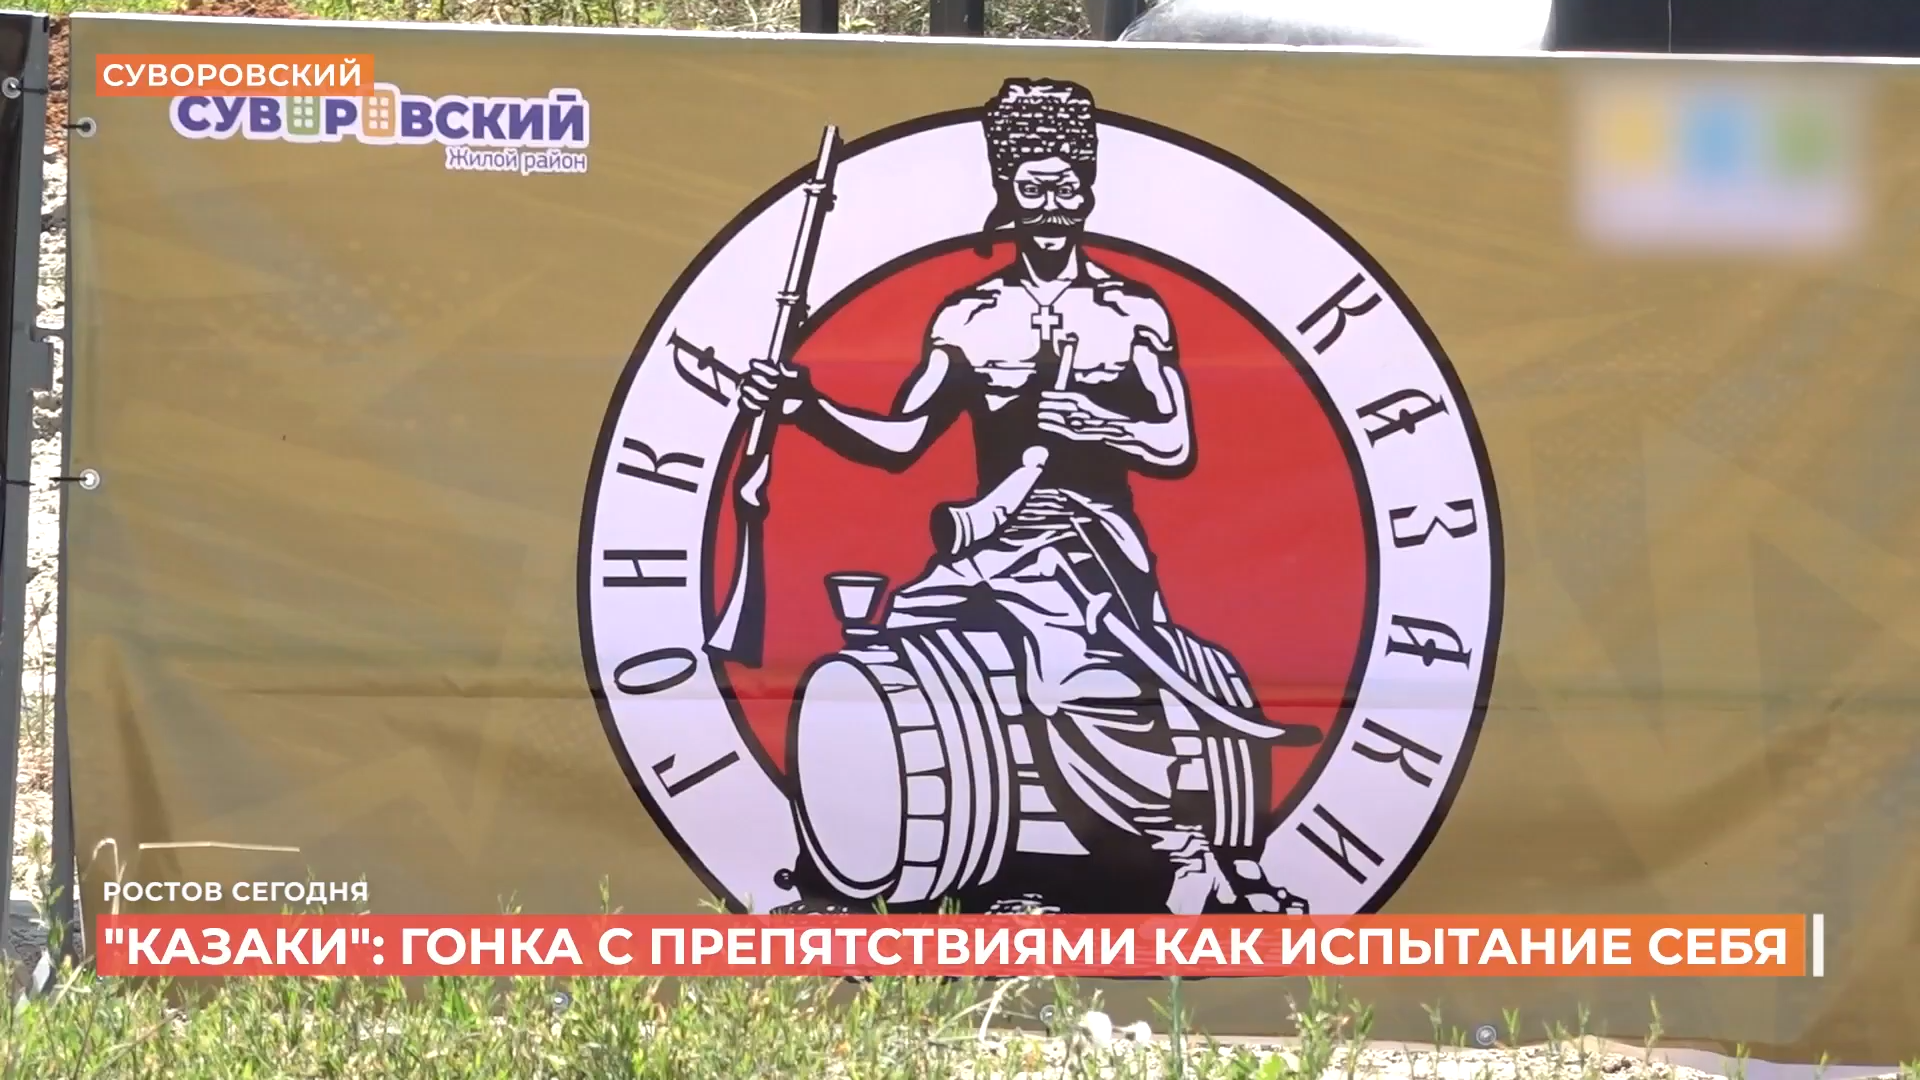 СУВОРОВСКИЙ
СУВОРОВСКИЙ
Жилой район
ГОНКА КАЗАКИ
РОСТОВ СЕГОДНЯ
"КАЗАКИ": ГОНКА С ПРЕПЯТСТВИЯМИ КАК ИСПЫТАНИЕ СЕБЯ